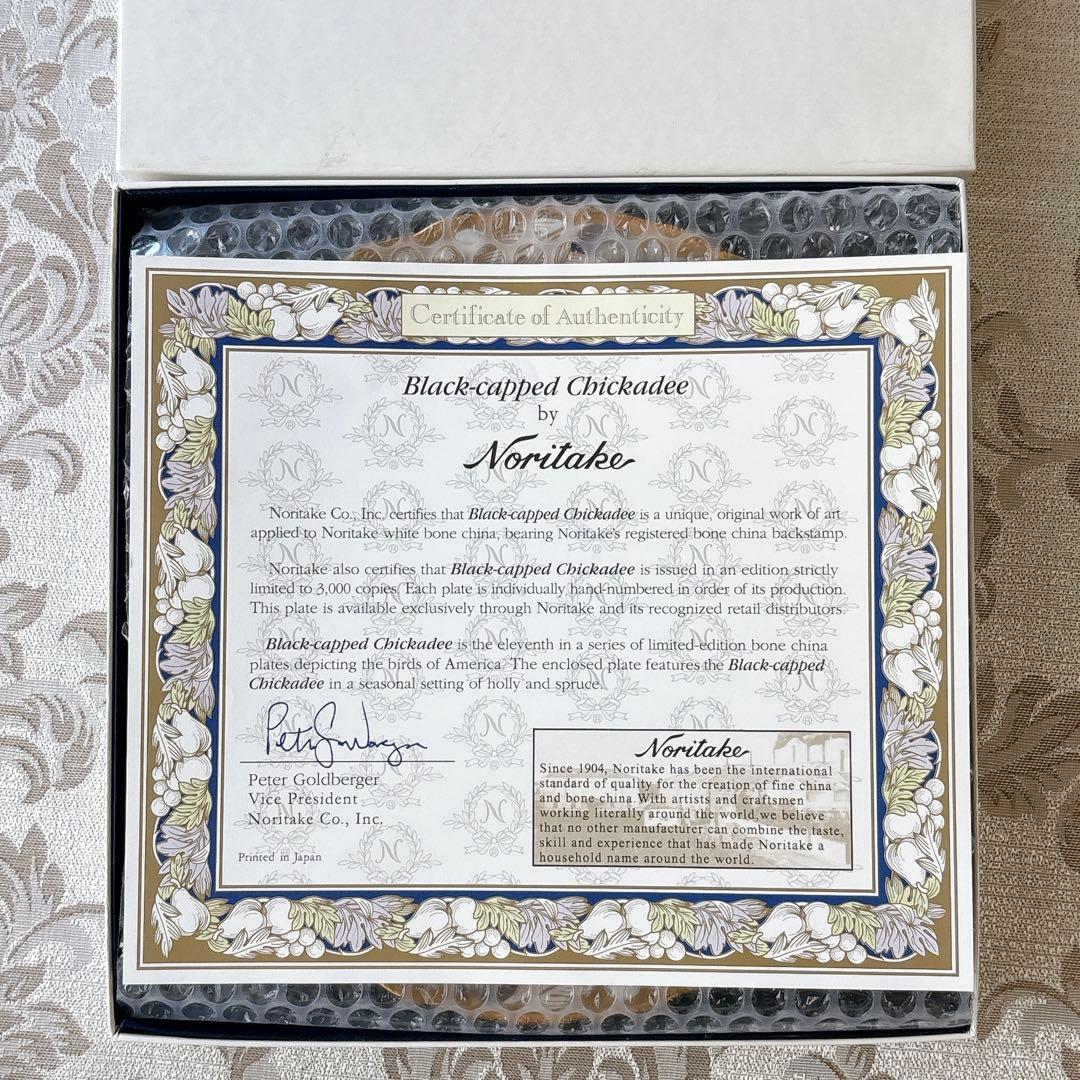 Certificate of Authenticity
Black-capped Chickadee
by
Noritake
Noritake Co., Inc. certifies that Black-capped Chickadee is a unique, original work of art
applied to Noritake white bone china, bearing Noritake's registered bone china backstamp.
Noritake also certifies that Black-capped Chickadee is issued in an edition strictly
limited to 3,000 copies. Each plate is individually hand-numbered in order of its production.
This plate is available exclusively through Noritake and its recognized retail distributors.
Black-capped Chickadee is the eleventh in a series of limited-edition bone china
plates depicting the birds of America. The enclosed plate features the Black-capped
Chickadee in a seasonal setting of holly and spruce.
Peter Goldberger
Vice President
Noritake Co., Inc.
Printed in Japan
Noritake
Since 1904, Noritake has been the international
standard of quality for the creation of fine china
and bone china. With artists and craftsmen
working literally around the world, we believe
that no other manufacturer can combine the taste,
skill and experience that has made Noritake a
household name around the world.